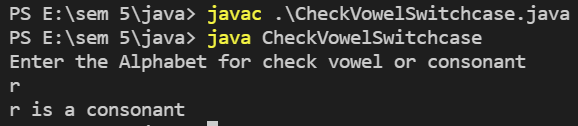 PS E:\sem 5\java> javac .\CheckVowelSwitchcase.java
PS E:\sem 5\java> java CheckVowelSwitchcase
Enter the Alphabet for check vowel or consonant
r
r is a consonant